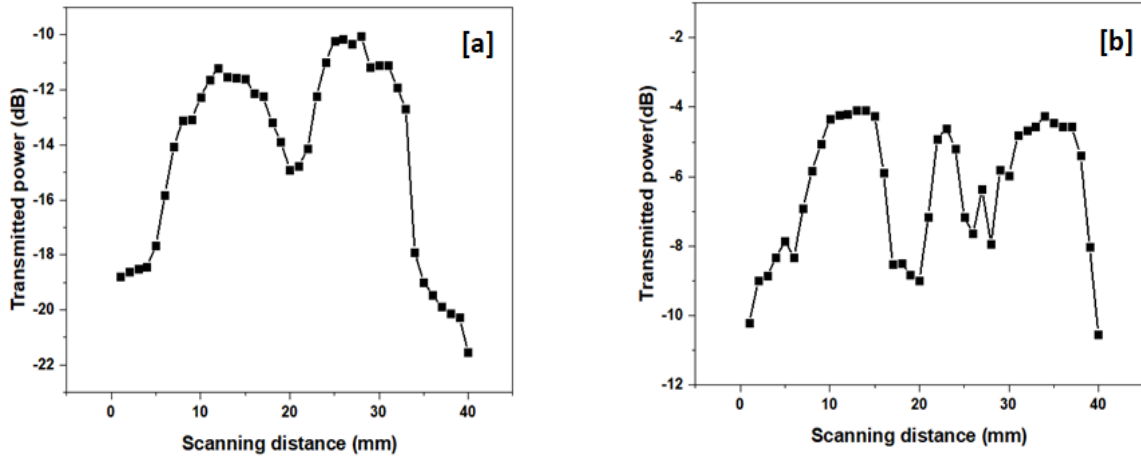 [a]
Transmitted power (dB)
-10
-12
-14
-16
-18
-20
-22
0 10 20 30 40
Scanning distance (mm)
[b]
Transmitted power(dB)
-2
-4
-6
-8
-10
-12
0 10 20 30 40
Scanning distance (mm)